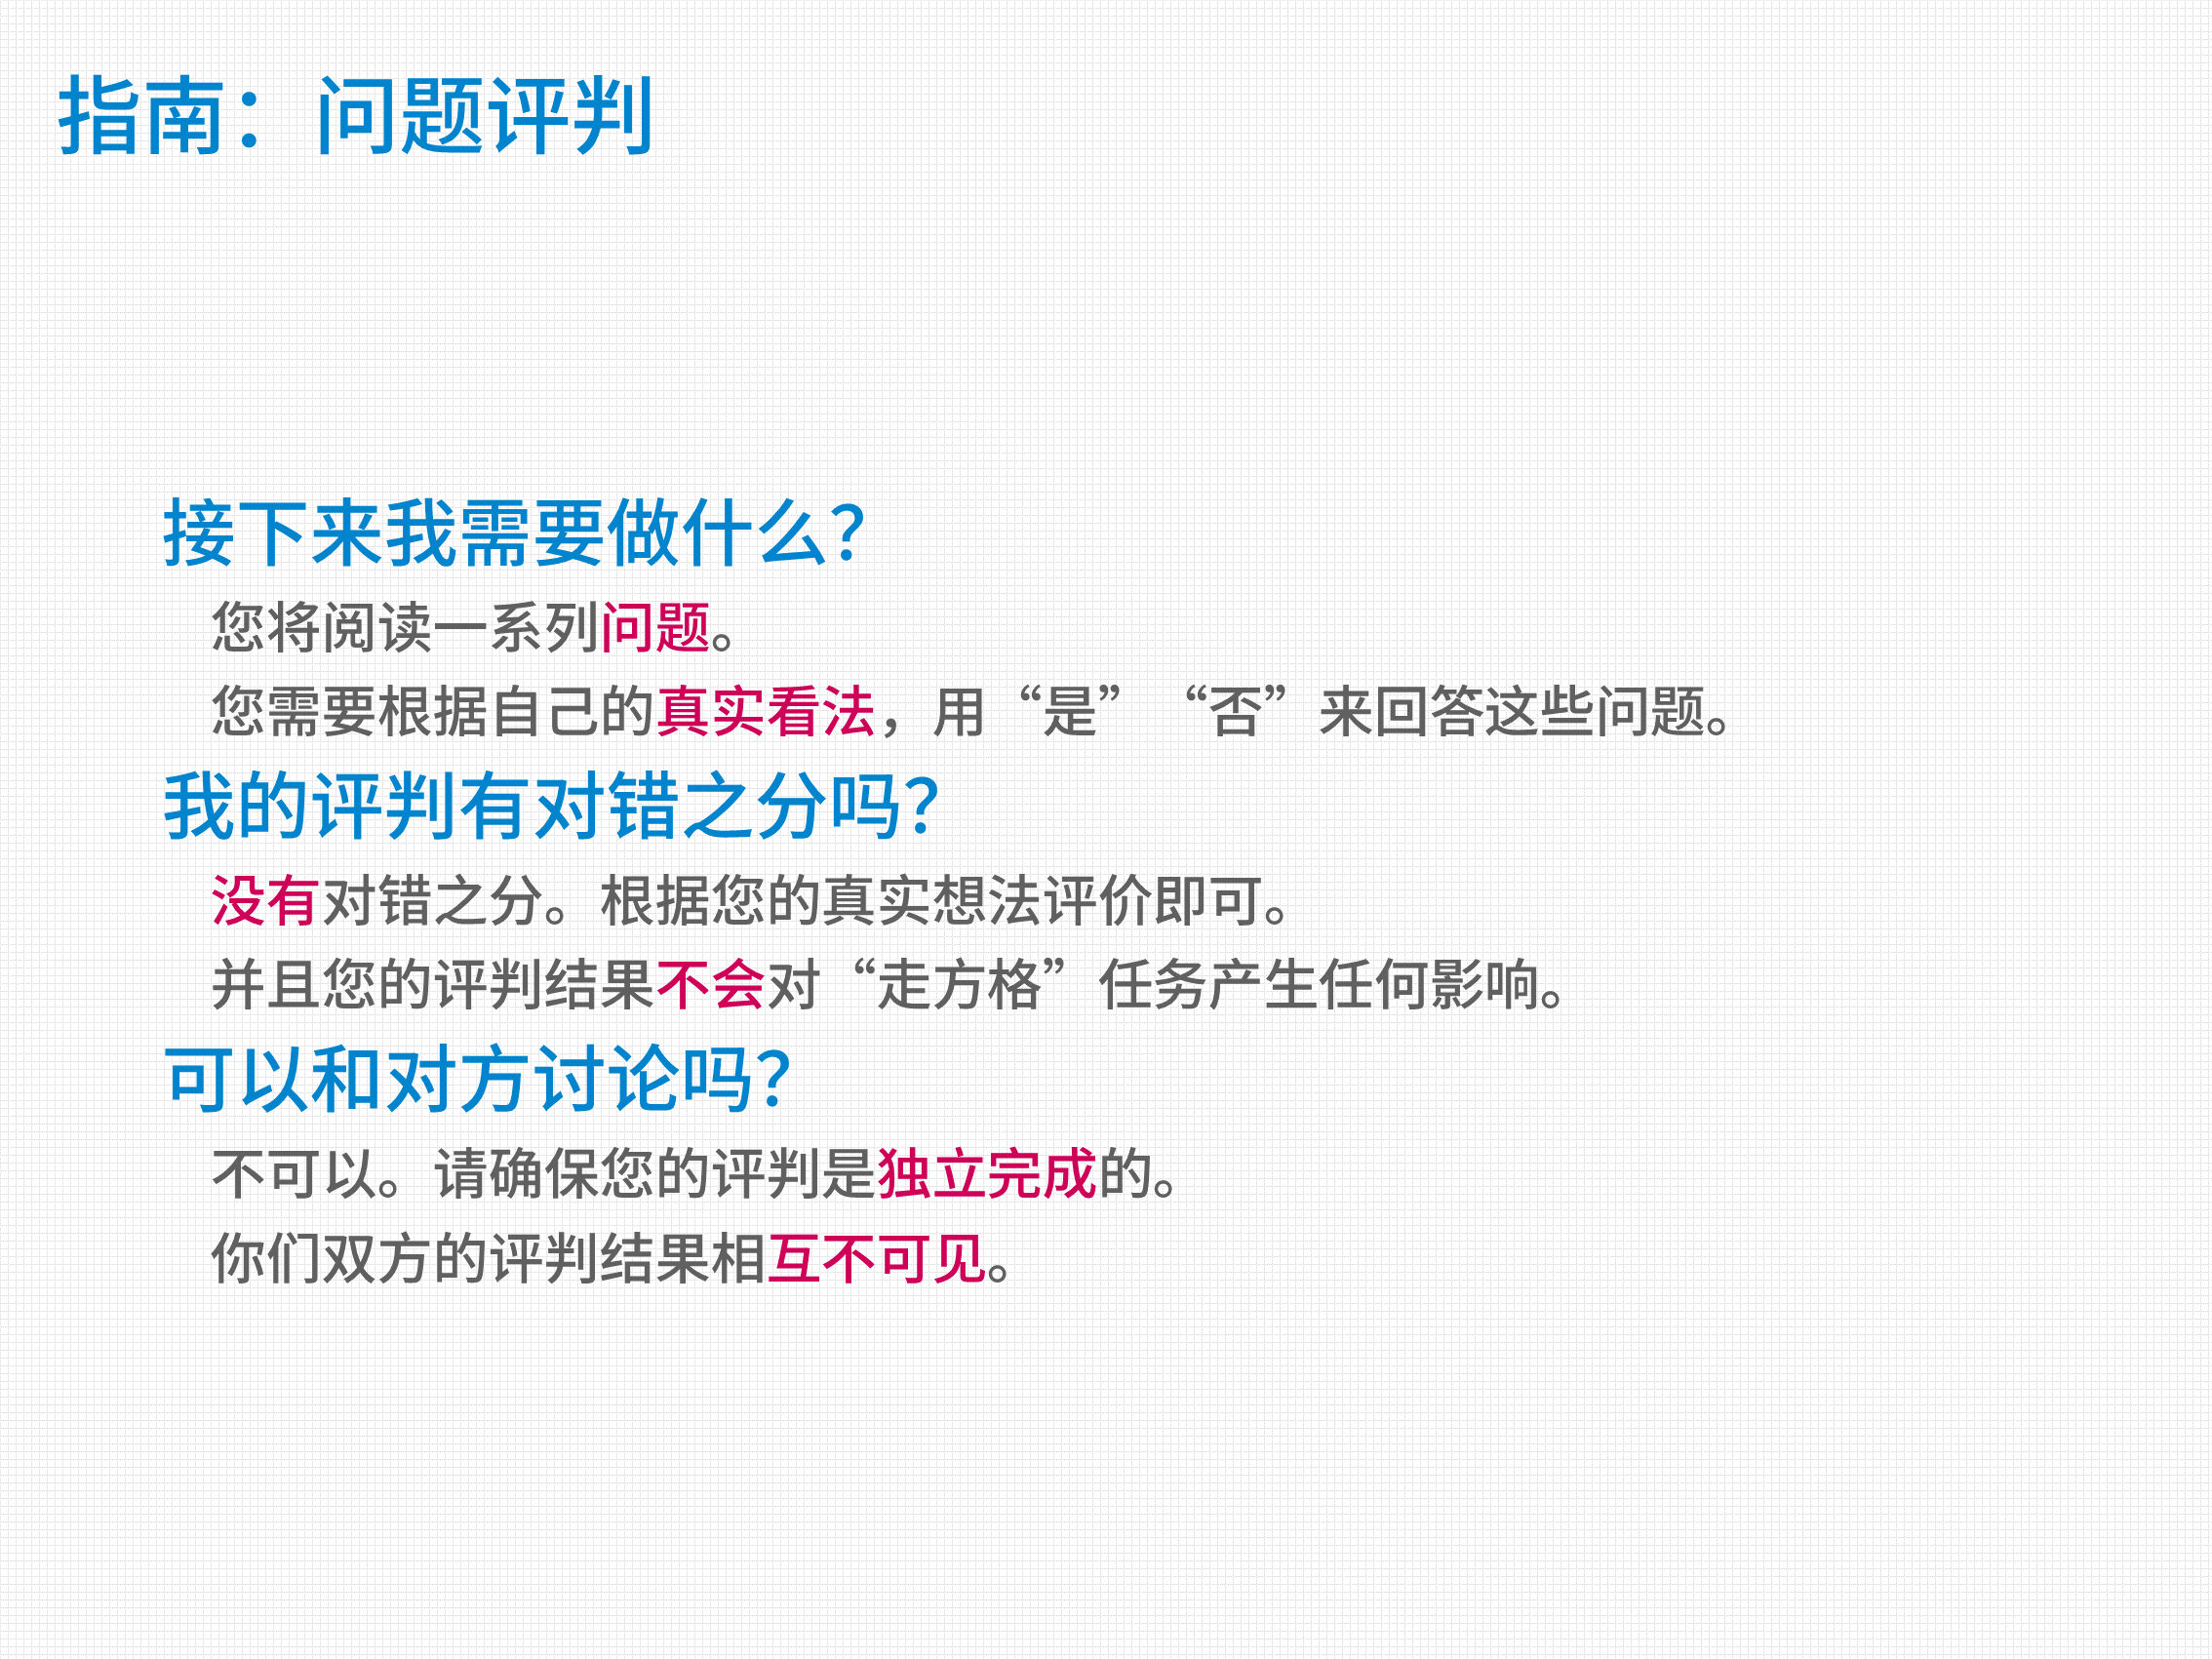 指南：问题评判
接下来我需要做什么？
您将阅读一系列问题。
您需要根据自己的真实看法，用“是”“否”来回答这些问题。
我的评判有对错之分吗？
没有对错之分。根据您的真实想法评价即可。
并且您的评判结果不会对“走方格”任务产生任何影响。
可以和对方讨论吗？
不可以。请确保您的评判是独立完成的。
你们双方的评判结果相互不可见。